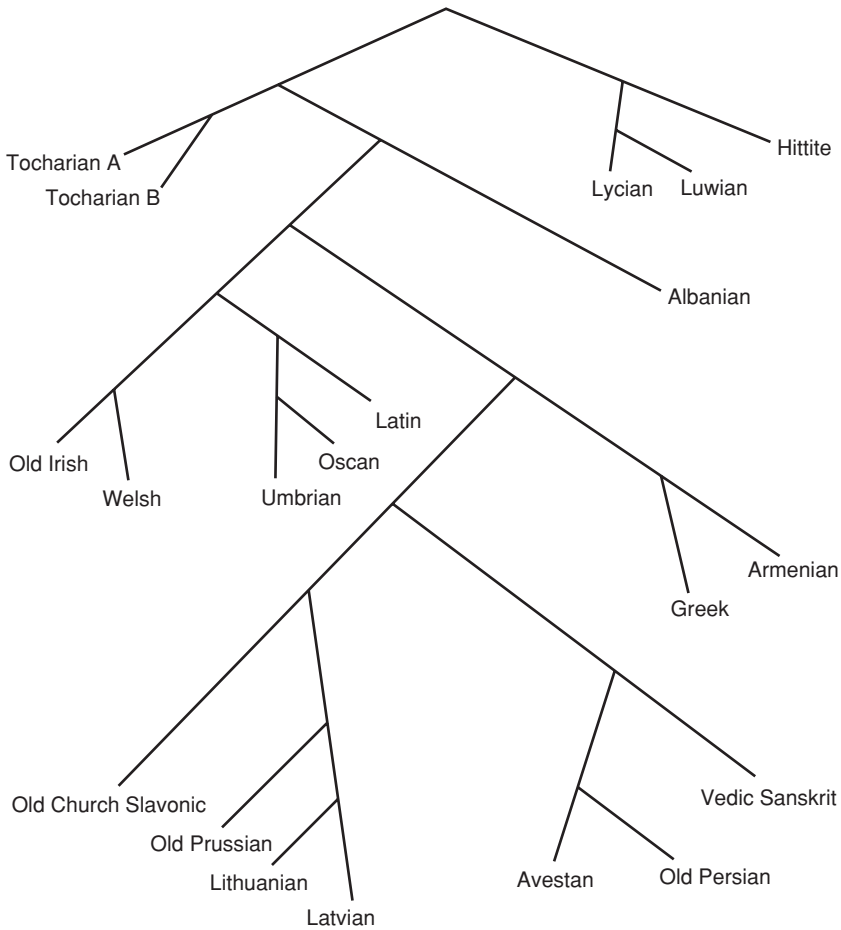 Hittite
Tocharian A
Tocharian B
Lycian
Luwian
Albanian
Latin
Old Irish
Oscan
Welsh
Umbrian
Armenian
Greek
Vedic Sanskrit
Old Church Slavonic
Old Prussian
Lithuanian
Avestan
Old Persian
Latvian